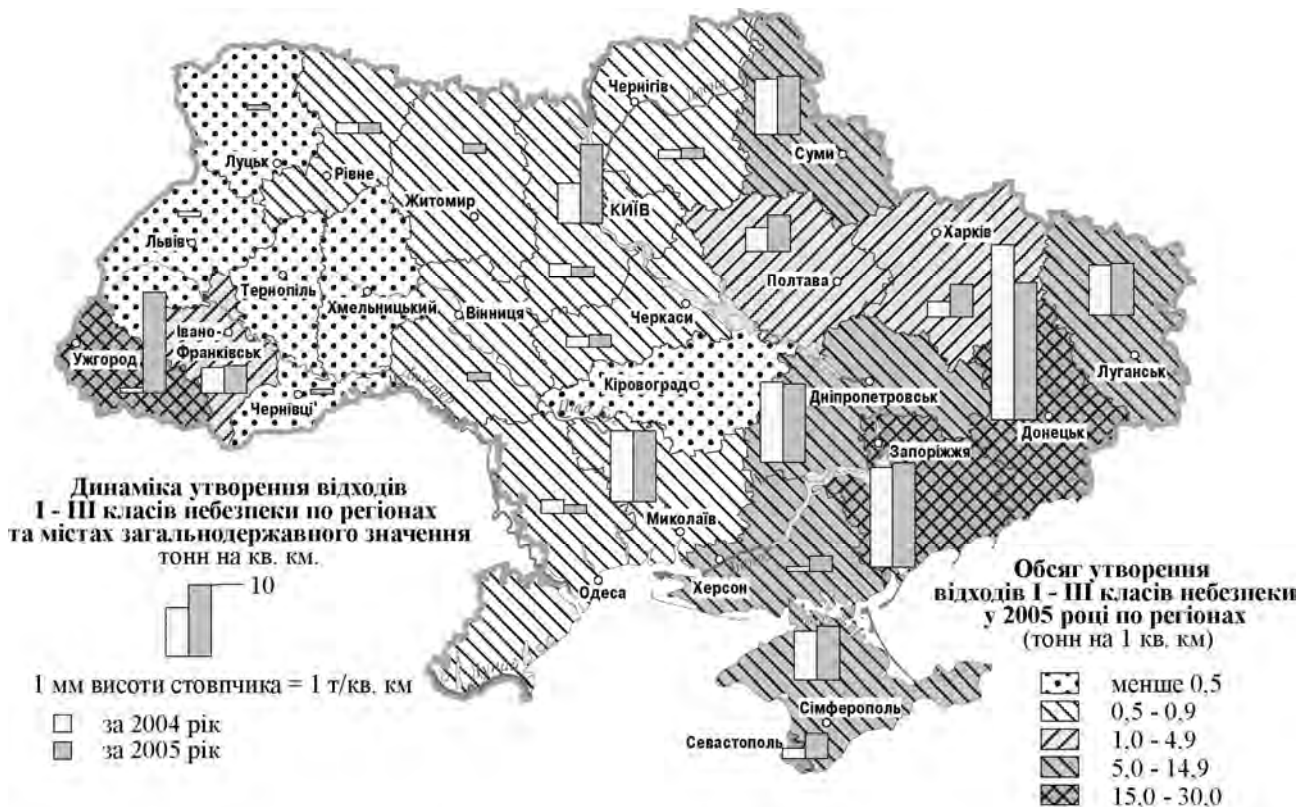 Чернігів
Десна
Суми
Луцьк
Рівне
Житомир
КИЇВ
Харків
Львів
Полтава
Тернопіль
Хмельницький
Вінниця
Черкаси
Луганськ
Ужгород
Івано-
Франківськ
Чернівці
Дністер
Кіровоград
Дніпропетровськ
Донецьк
Запоріжжя
Миколаїв
Херсон
Одеса
Сімферополь
Севастополь
Динаміка утворення відходів
І - ІІІ класів небезпеки по регіонах
та містах загальнодержавного значення
тонн на кв. км.
10
1 мм висоти стовпчика = 1 т/кв. км
за 2004 рік
за 2005 рік
Обсяг утворення
відходів І - ІІІ класів небезпеки
у 2005 році по регіонах
(тонн на 1 кв. км)
менше 0,5
0,5 - 0,9
1,0 - 4,9
5,0 - 14,9
15,0 - 30,0